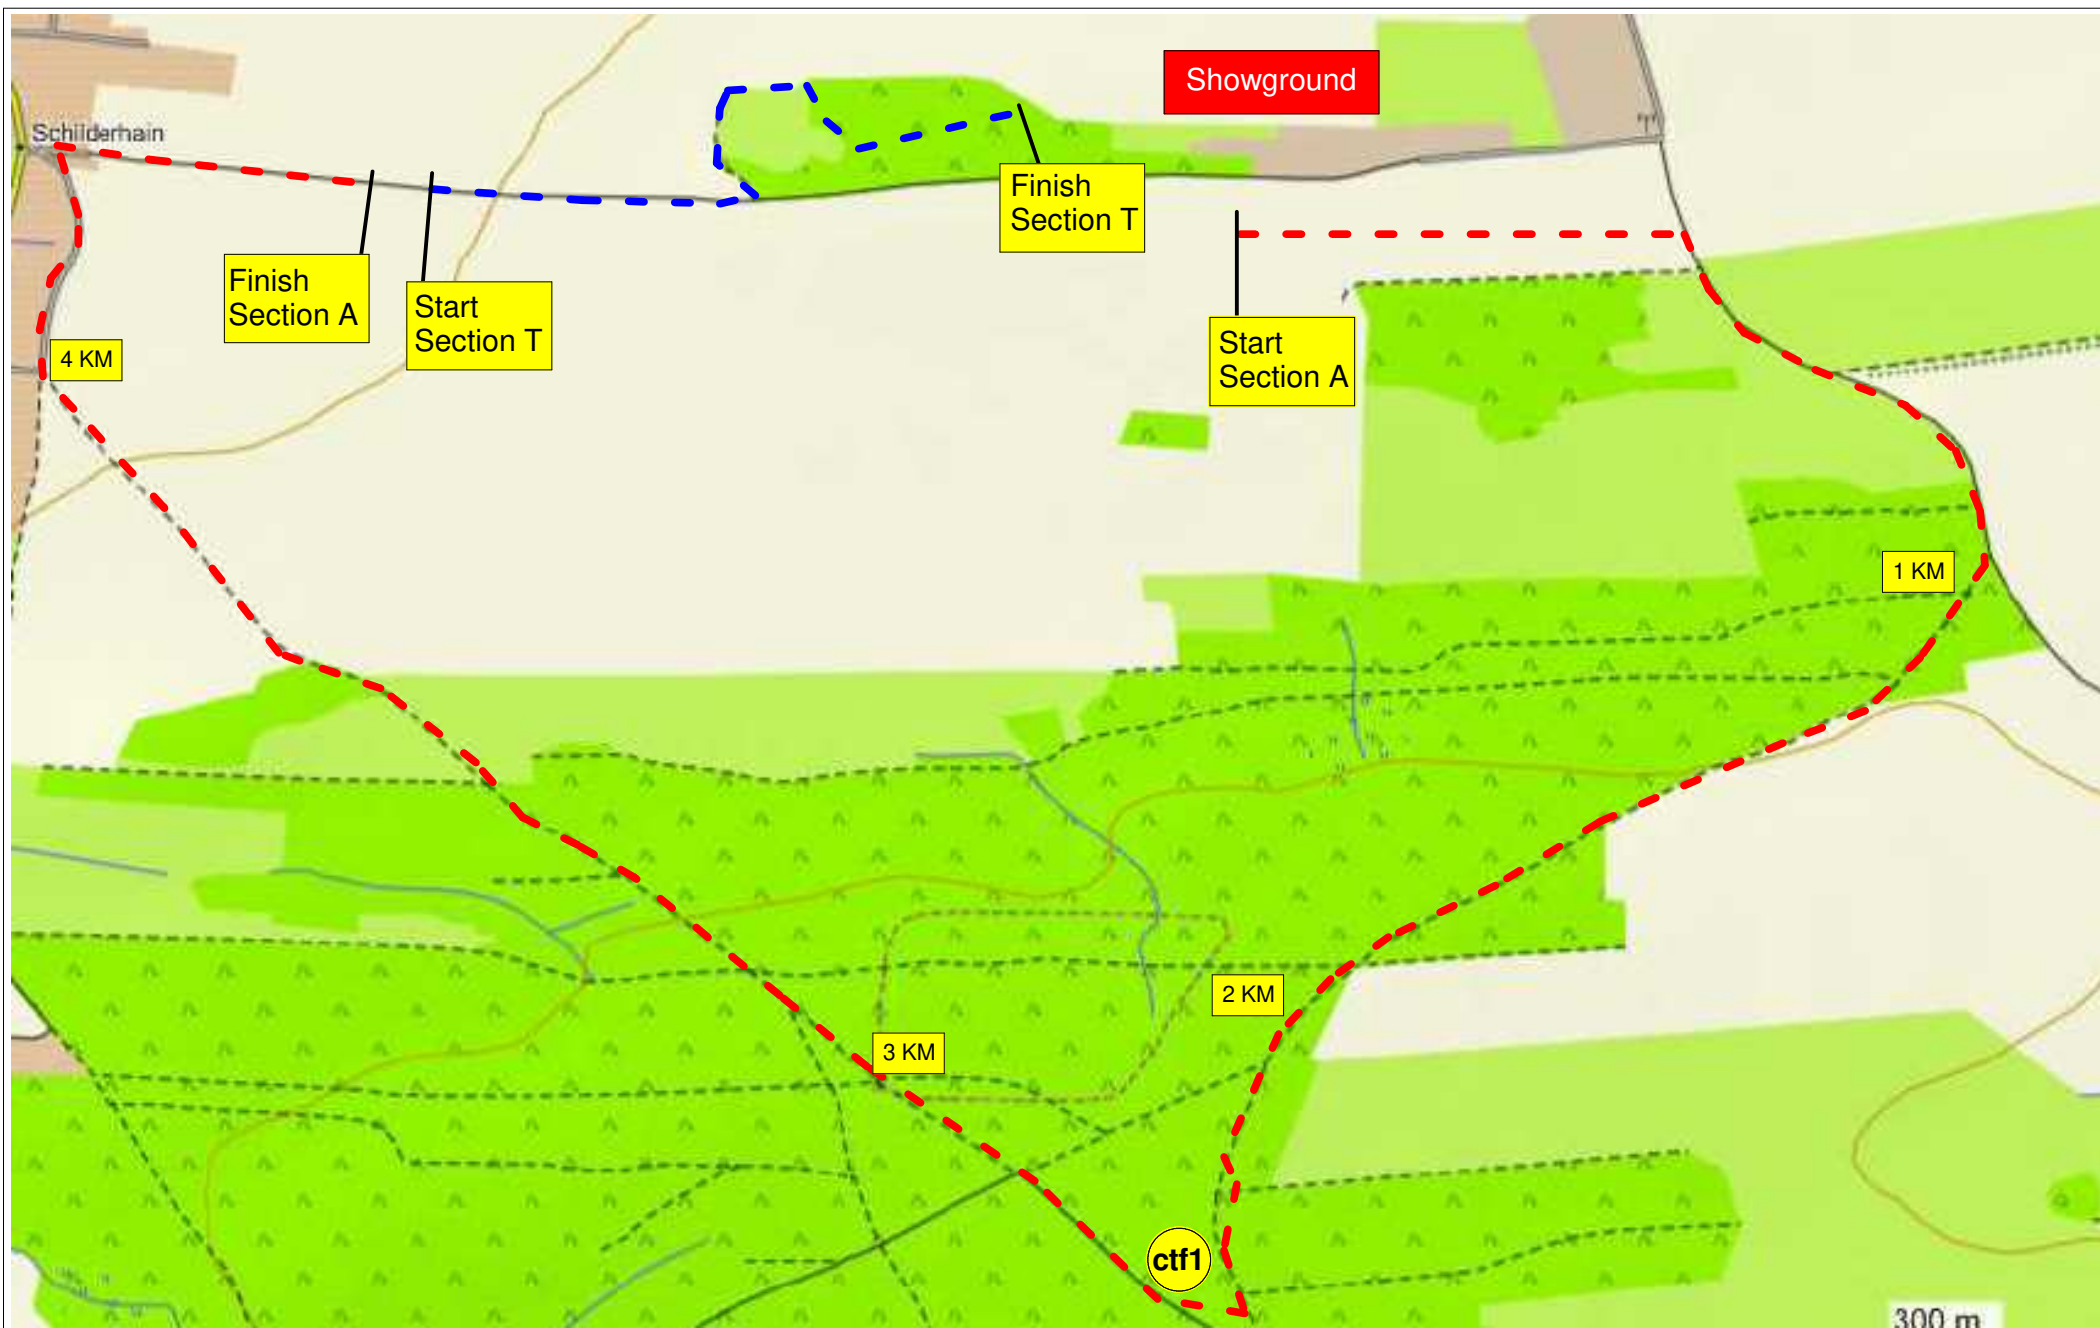 Showground
Schilderhain
Finish
Section T
Finish
Section A
Start
Section T
Start
Section A
4 KM
1 KM
2 KM
3 KM
ctf1
300 m